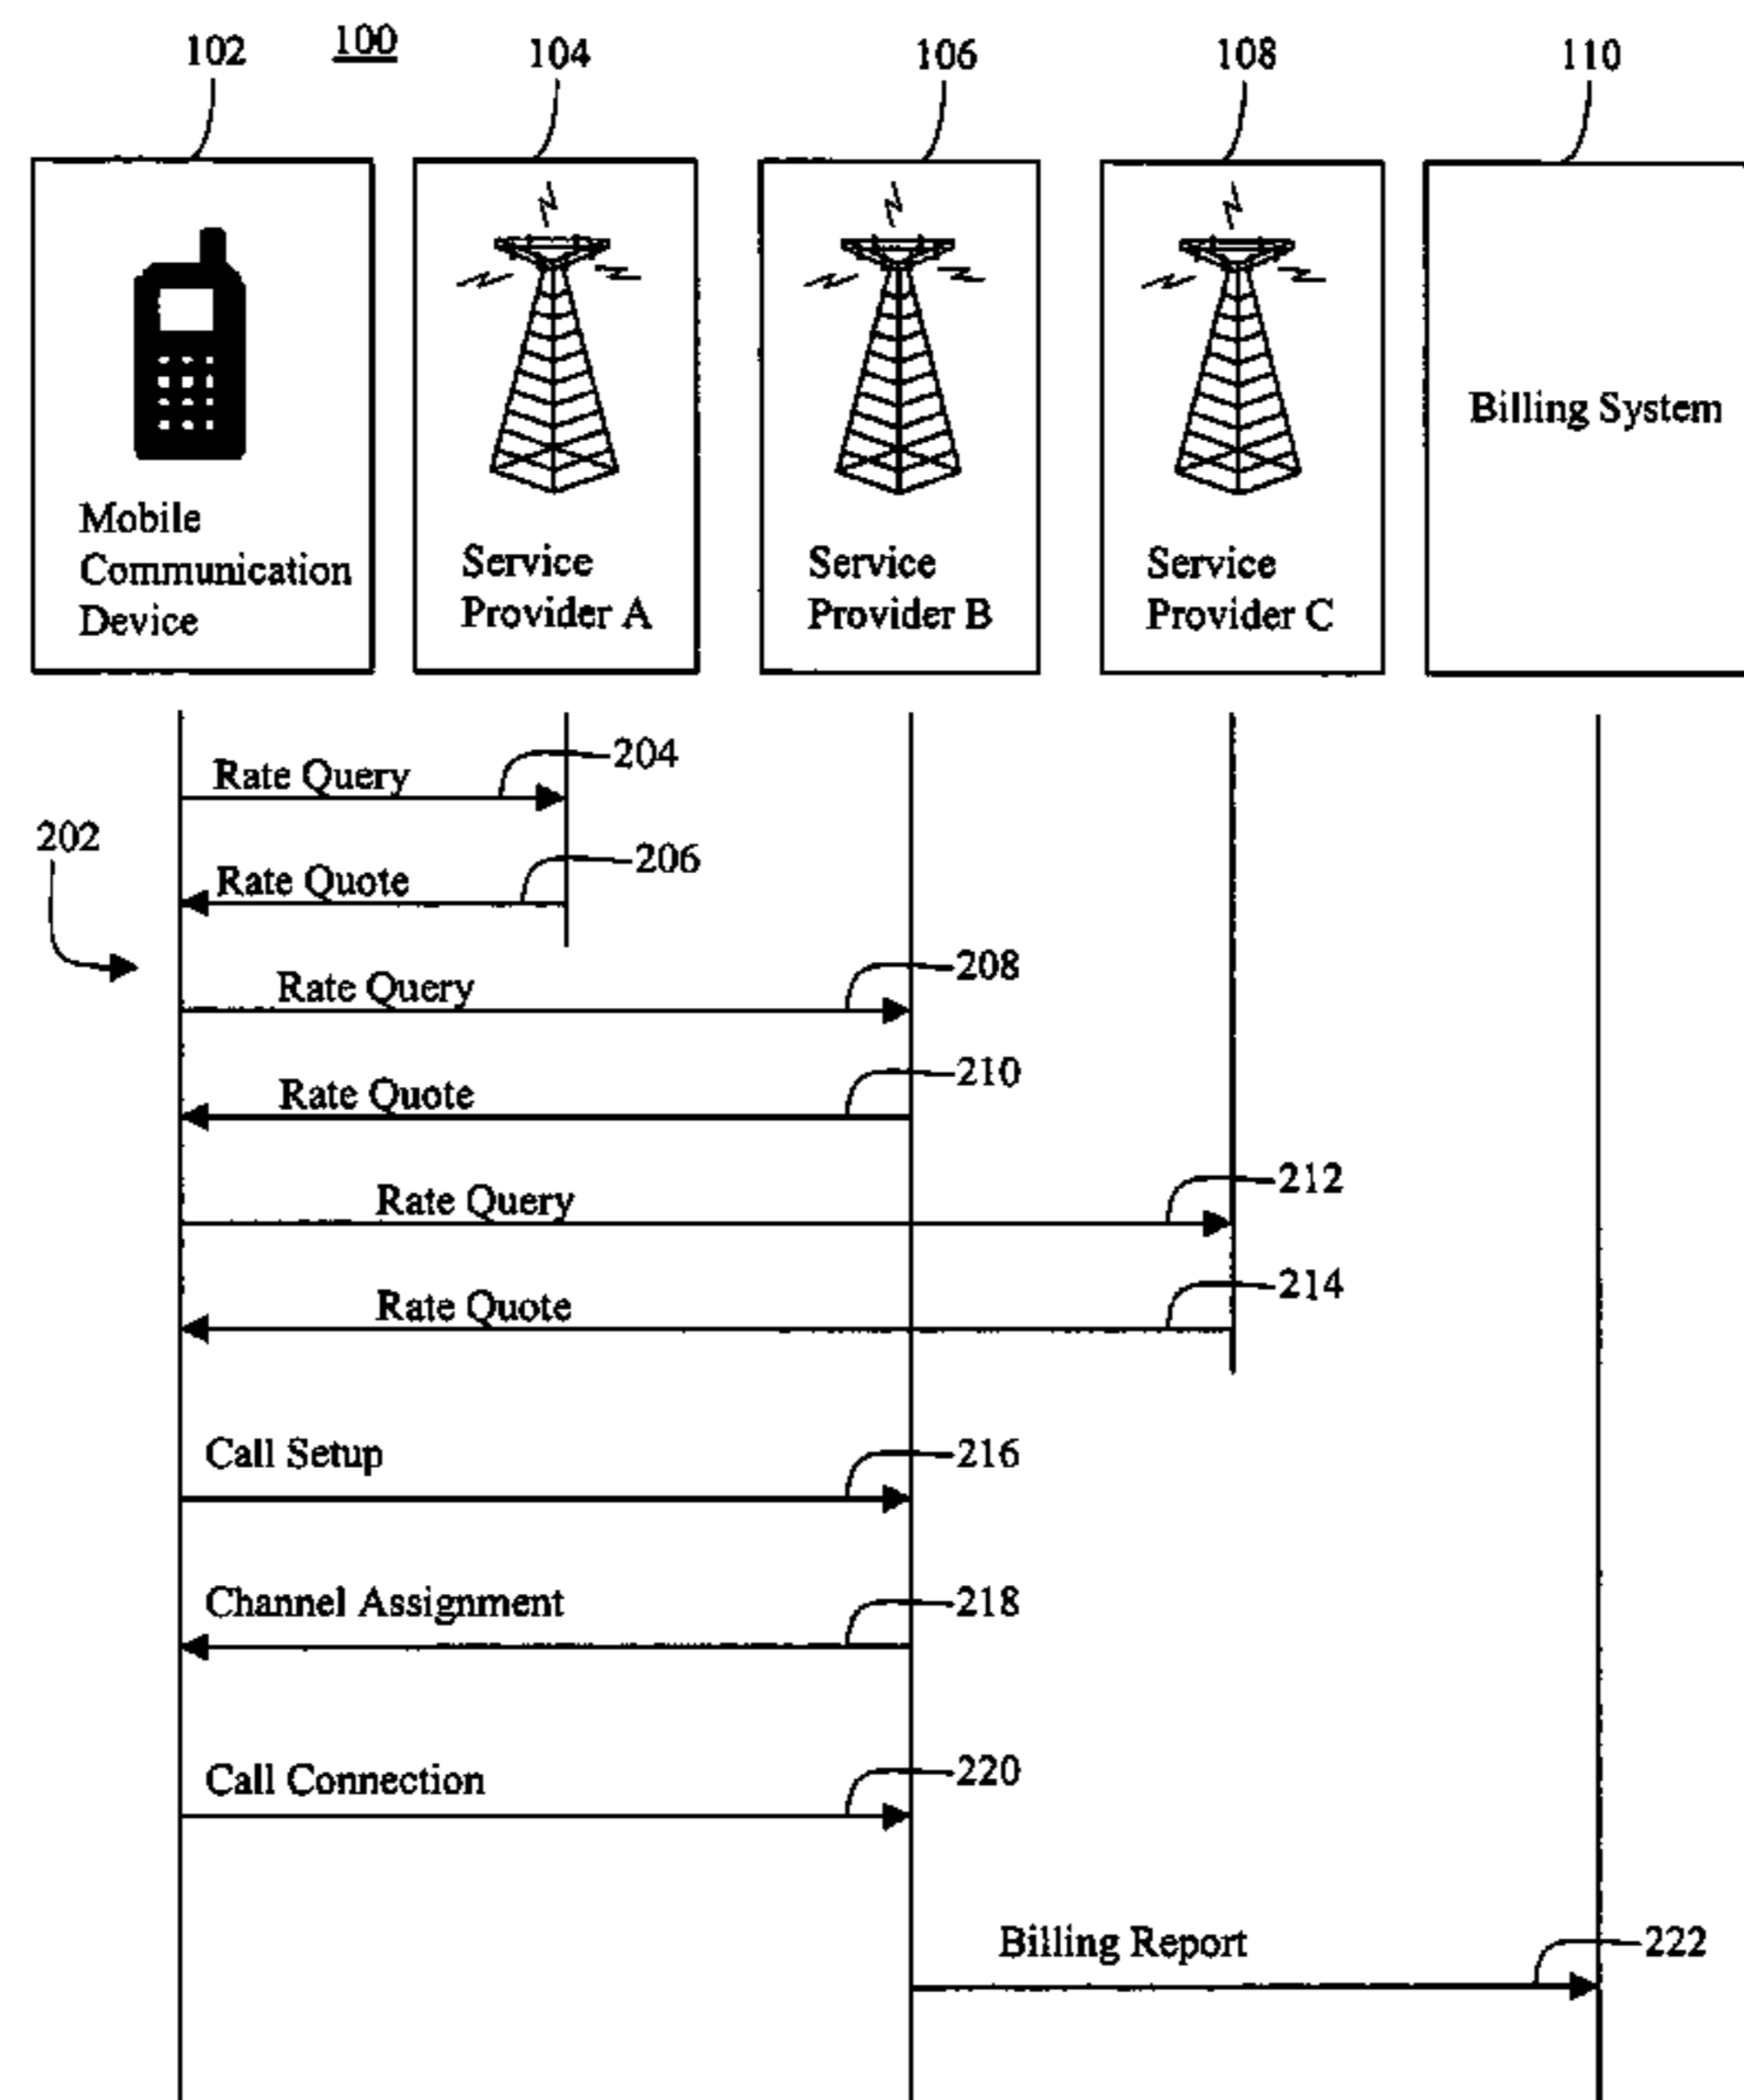 102
100
104
106
108
110
Mobile
Communication
Device
Service
Provider A
Service
Provider B
Service
Provider C
Billing System
Rate Query
204
202
Rate Quote
206
Rate Query
208
Rate Quote
210
Rate Query
212
Rate Quote
214
Call Setup
216
Channel Assignment
218
Call Connection
220
Billing Report
222